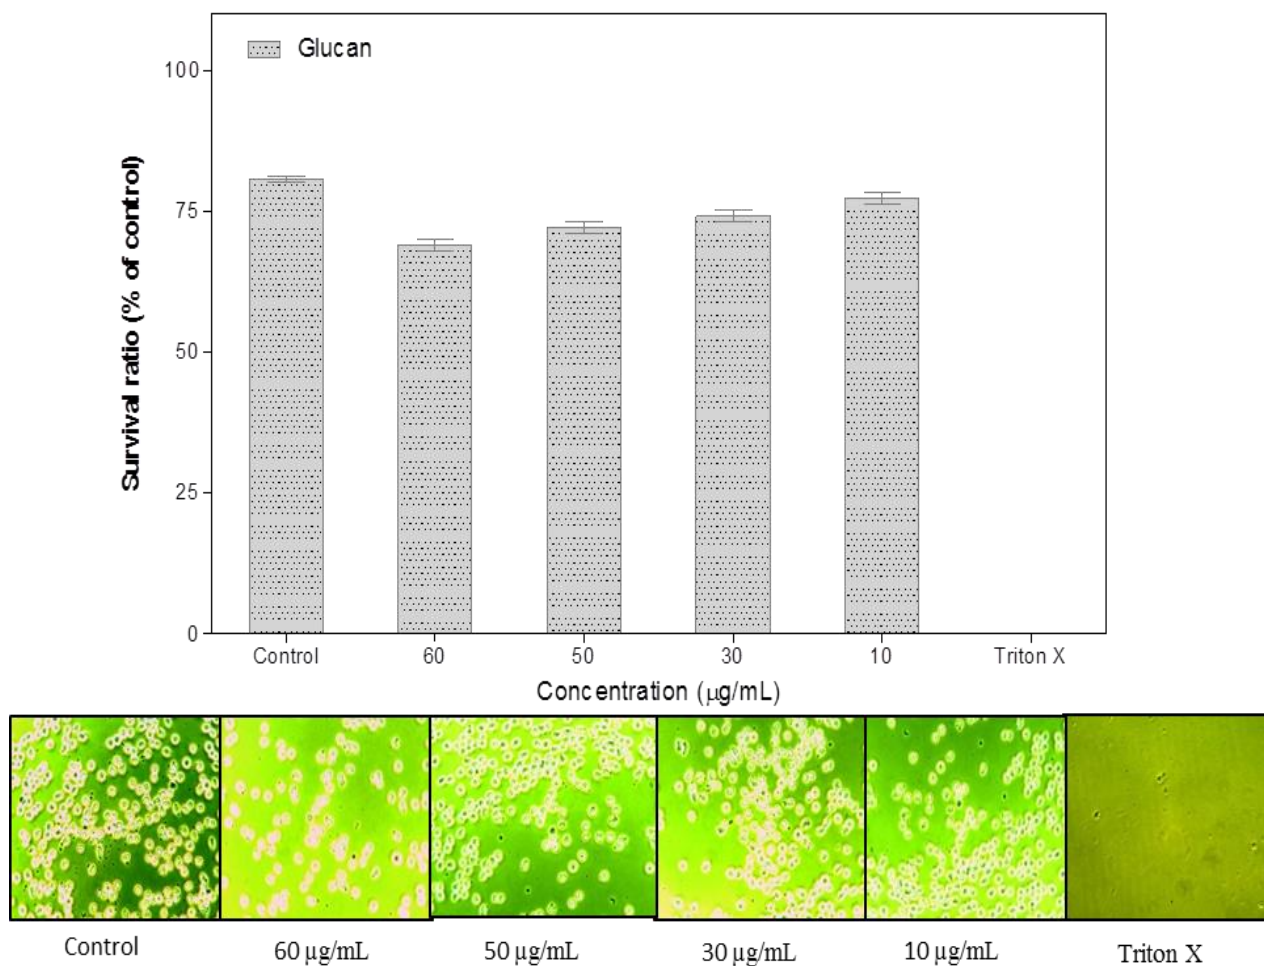 Glucan
100
75
50
25
0
Survival ratio (% of control)
Control 60 50 30 10 Triton X
Concentration (µg/mL)
Control 60 µg/mL 50 µg/mL 30 µg/mL 10 µg/mL Triton X